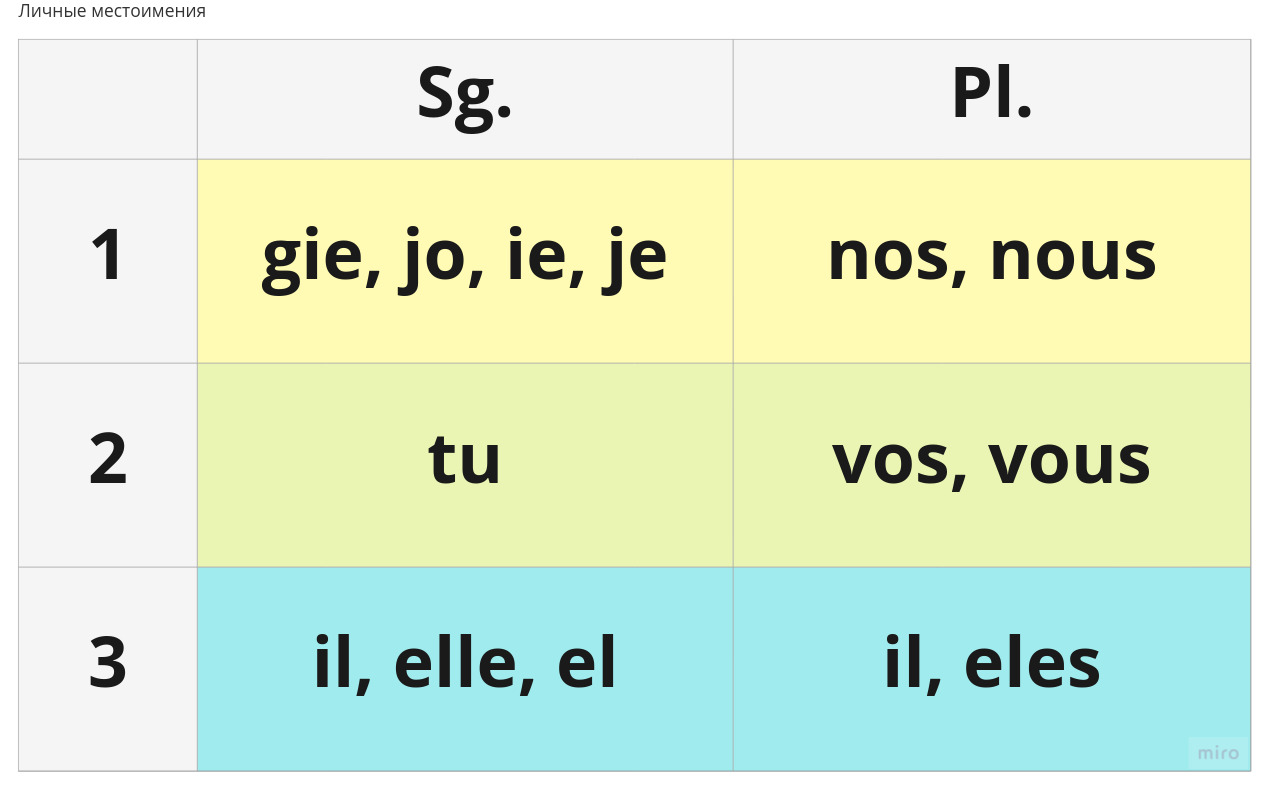 Личные местоимения
Sg. Pl.
1 gie, jo, ie, je nos, nous
2 tu vos, vous
3 il, elle, el il, eles
miro